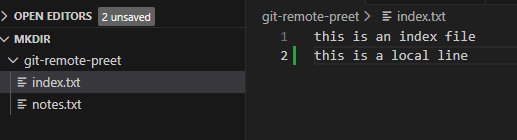 OPEN EDITORS 2 unsaved
MKDIR
git-remote-preet
index.txt
notes.txt
git-remote-preet > index.txt
1 this is an index file
2 this is a local line